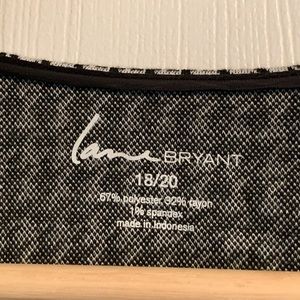 Lane BRYANT
18/20
67% polyester 32% rayon
1% spandex
made in Indonesia